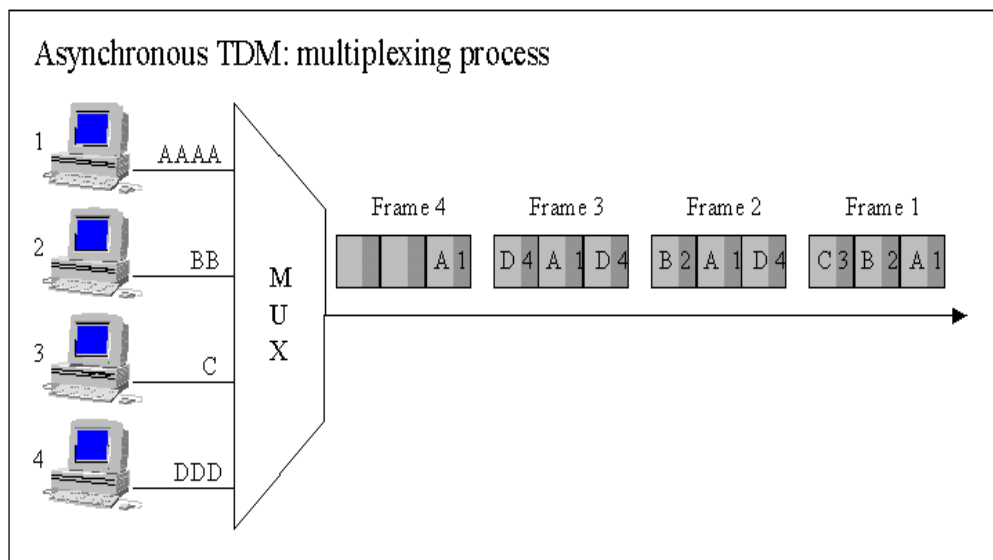 Asynchronous TDM: multiplexing process
1
AAAA
2
BB
3
C
4
DDD
M
U
X
Frame 4
Frame 3
Frame 2
Frame 1
A 1
D 4 A 1 D 4
B 2 A 1 D 4
C 3 B 2 A 1